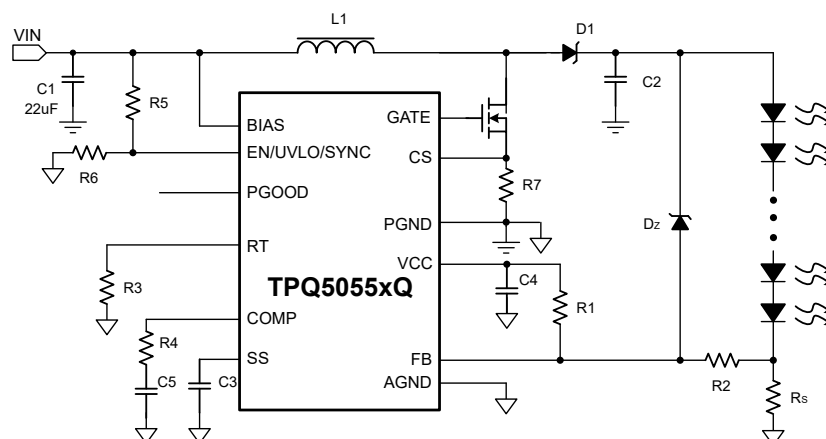 VIN
L1
D1
C1
22uF
R5
C2
BIAS
GATE
EN/UVLO/SYNC
CS
R6
R7
PGOOD
PGND
Dz
RT
VCC
TPQ5055xQ
C4
R3
R1
COMP
R4
SS
FB
C5
C3
R2
AGND
Rs